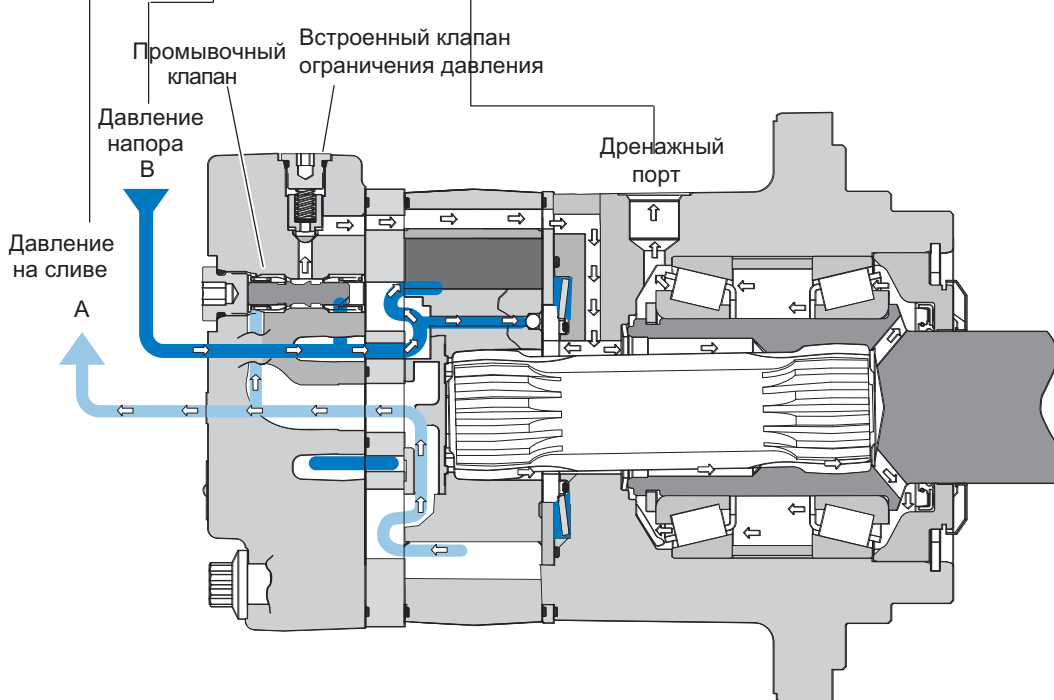 Промывочный
клапан
Встроенный клапан
ограничения давления
Давление
напора
B
Дренажный
порт
Давление
на сливе
A